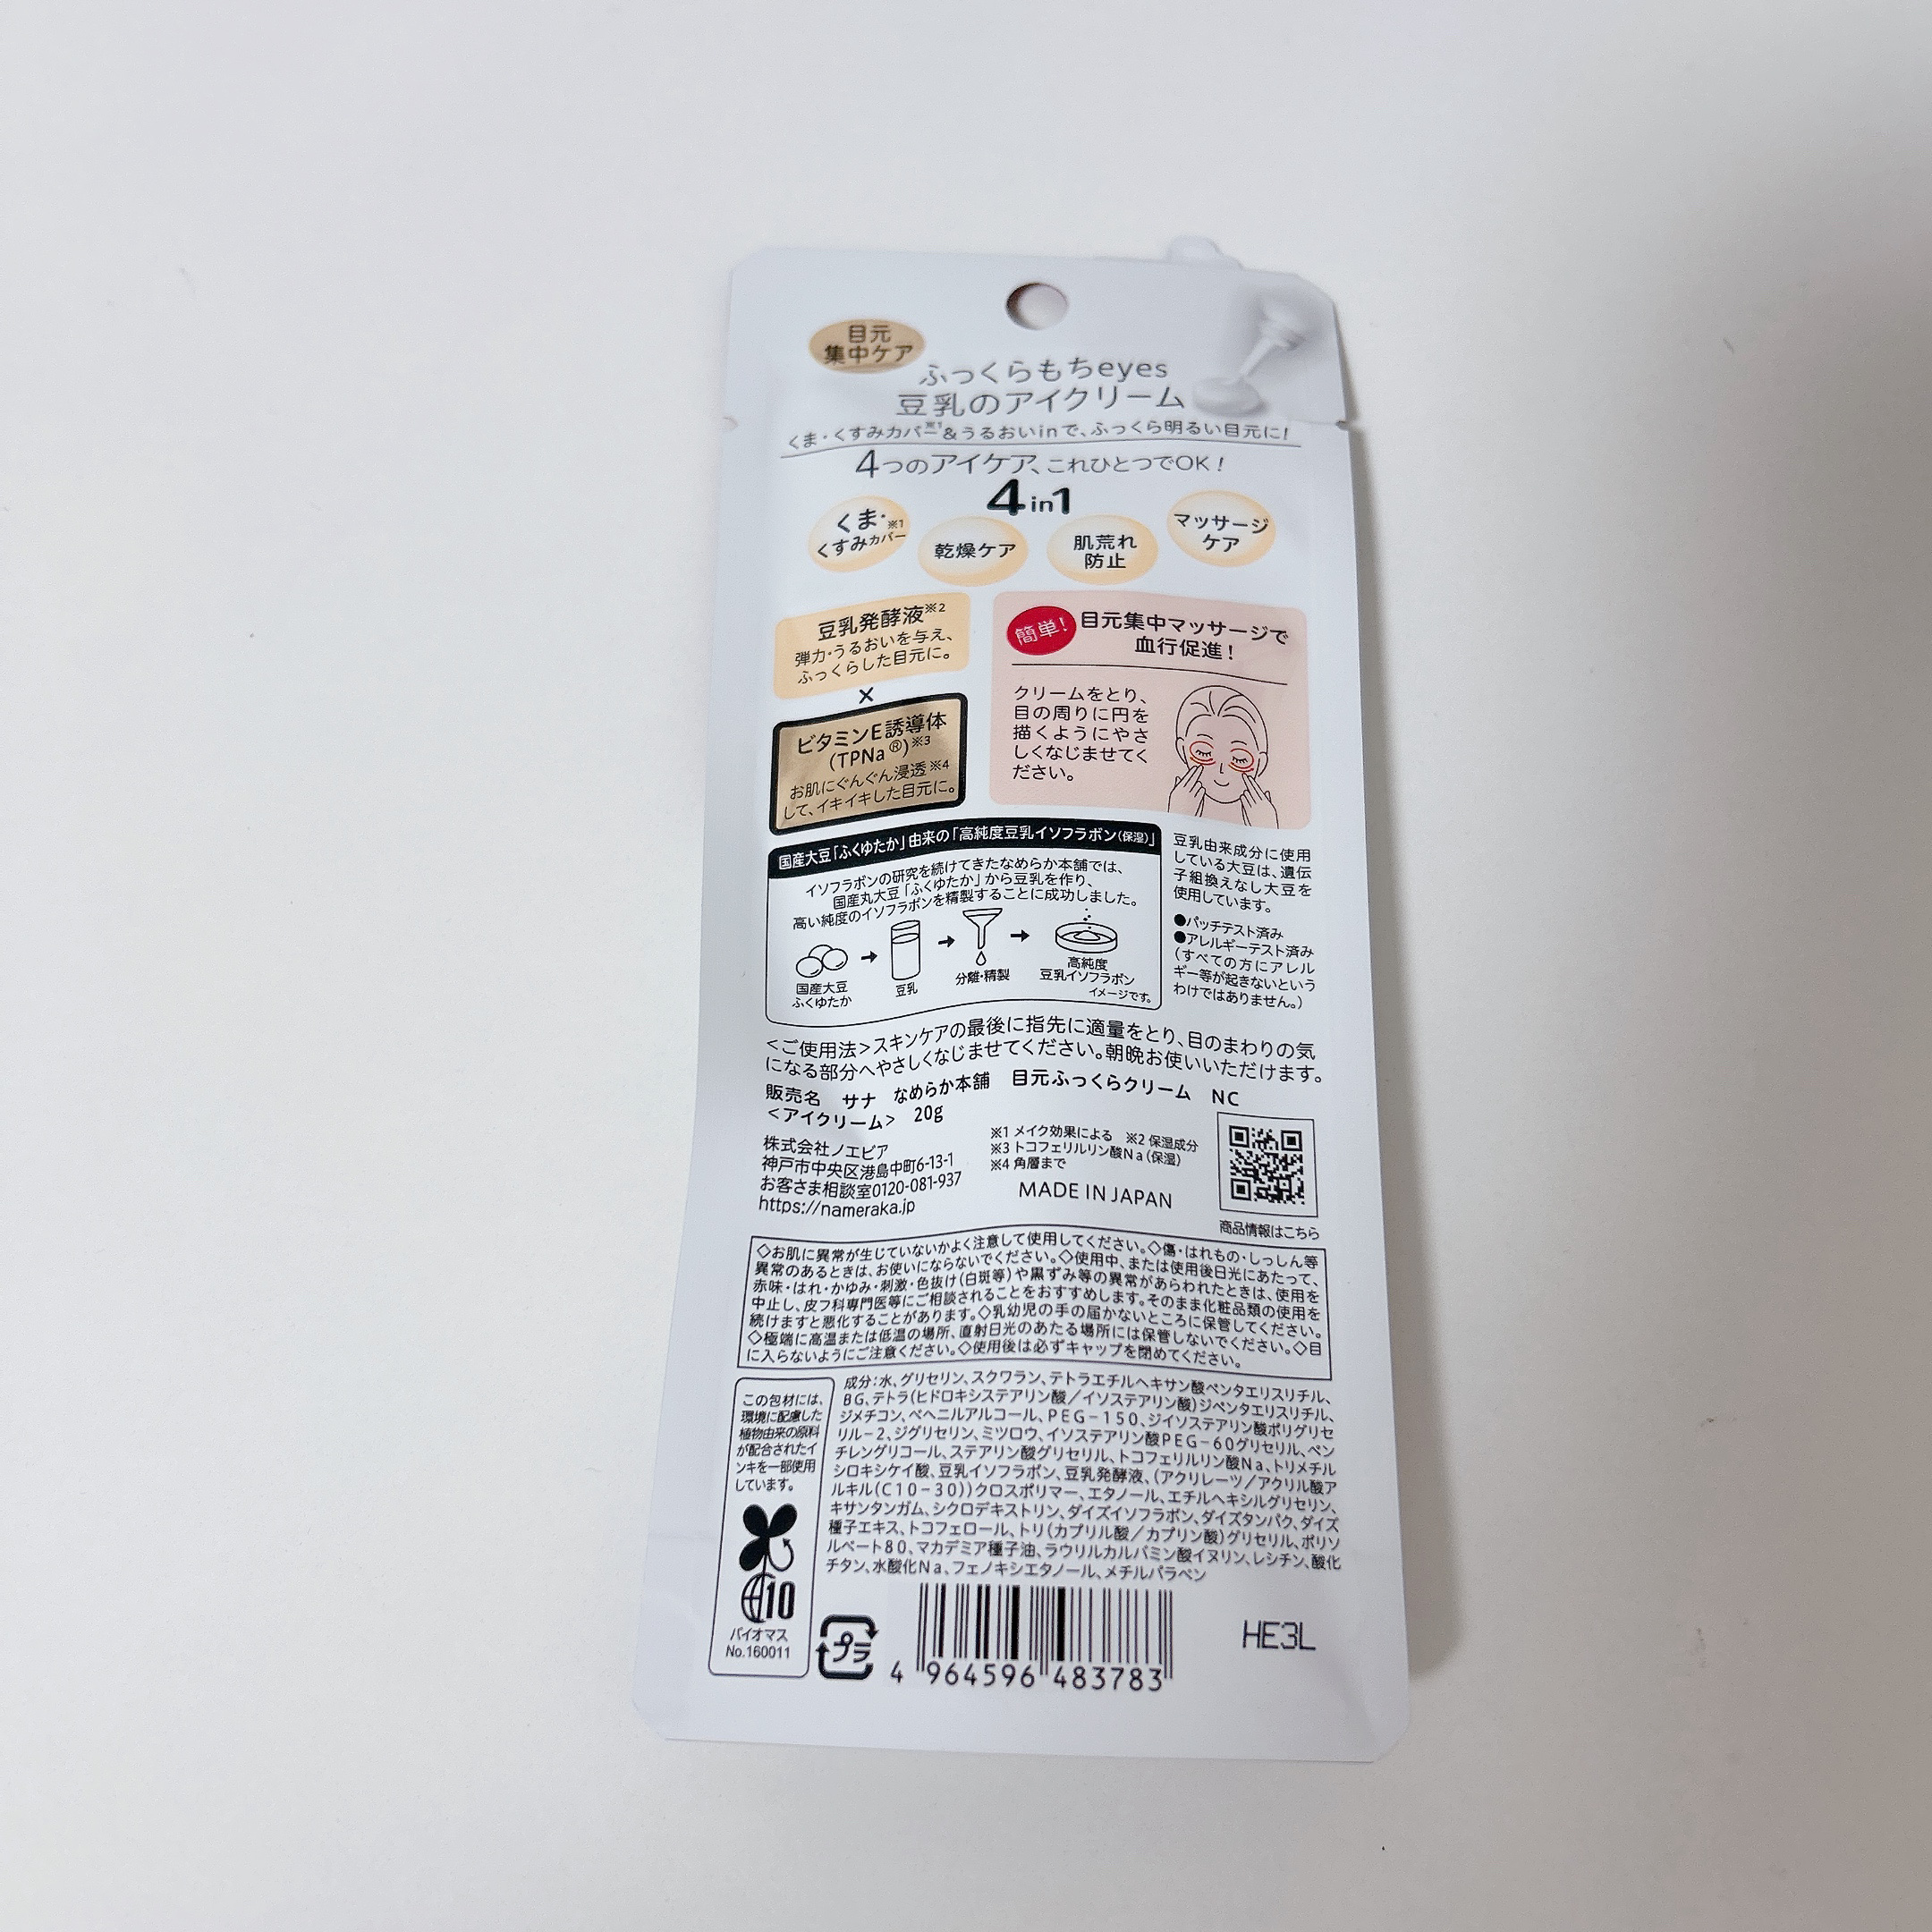 目元
集中ケア
ふっくらもちeyes
豆乳のアイクリーム
くま・くすみカバー※1&うるおいinで、ふっくら明るい目元に!
4つのアイケア、これひとつでOK!
4in1
くま・※1
くすみカバー
乾燥ケア
肌荒れ
防止
マッサージ
ケア
豆乳発酵液※2
弾力・うるおいを与え、
ふっくらした目元に。
×
ビタミンE誘導体
(TPNa®)※3
お肌にぐんぐん浸透※4
して、イキイキした目元に。
簡単!
目元集中マッサージで
血行促進!
クリームをとり、
目の周りに円を
描くようにやさ
しくなじませてく
ださい。
国産大豆「ふくゆたか」由来の「高純度豆乳イソフラボン(保湿)」
イソフラボンの研究を続けてきたなめらか本舗では、
国産丸大豆「ふくゆたか」から豆乳を作り、
高い純度のイソフラボンを精製することに成功しました。
国産大豆
ふくゆたか
豆乳
分離・精製
高純度
豆乳イソフラボン
イメージです。
豆乳由来成分に使用
している大豆は、遺伝
子組換えなし大豆を
使用しています。
●パッチテスト済み
●アレルギーテスト済み
(すべての方にアレル
ギー等が起きないという
わけではありません。)
<ご使用法>スキンケアの最後に指先に適量をとり、目のまわりの気
になる部分へやさしくなじませてください。朝晩お使いいただけます。
販売名 サナ なめらか本舗 目元ふっくらクリーム NC
<アイクリーム> 20g
株式会社ノエビア
神戸市中央区港島中町6-13-1
お客さま相談室0120-081-937
https://nameraka.jp
※1 メイク効果による ※2 保湿成分
※3 トコフェリルリン酸Na(保湿)
※4 角層まで
MADE IN JAPAN
商品情報はこちら
◇お肌に異常が生じていないかよく注意して使用してください。◇傷・はれもの・しっしん等
異常のあるときは、お使いにならないでください。◇使用中、または使用後日光にあたって、
赤味・はれ・かゆみ・刺激・色抜け(白斑等)や黒ずみ等の異常があらわれたときは、使用を
中止し、皮フ科専門医等にご相談されることをおすすめします。そのまま化粧品類の使用を
続けますと悪化することがあります。◇乳幼児の手の届かないところに保管してください。
◇極端に高温または低温の場所、直射日光のあたる場所には保管しないでください。◇目
に入らないようにご注意ください。◇使用後は必ずキャップを閉めてください。
この包材には、
環境に配慮した
植物由来の原料
が配合されたイ
ンキを一部使用
しています。
10
バイオマス
No.160011
成分:水、グリセリン、スクワラン、テトラエチルヘキサン酸ペンタエリスリチル、
BG、テトラ(ヒドロキシステアリン酸/イソステアリン酸)ジペンタエリスリチル、
ジメチコン、ベヘニルアルコール、PEG-150、ジイソステアリン酸ポリグリセ
リル-2、ジグリセリン、ミツロウ、イソステアリン酸PEG-60グリセリル、ペン
チレングリコール、ステアリン酸グリセリル、トコフェリルリン酸Na、トリメチル
シロキシケイ酸、豆乳イソフラボン、豆乳発酵液、(アクリレーツ/アクリル酸ア
ルキル(C10-30))クロスポリマー、エタノール、エチルヘキシルグリセリン、
キサンタンガム、シクロデキストリン、ダイズイソフラボン、ダイズタンパク、ダイズ
種子エキス、トコフェロール、トリ(カプリル酸/カプリン酸)グリセリル、ポリソ
ルベート80、マカデミア種子油、ラウリルカルバミン酸イヌリン、レシチン、酸化
チタン、水酸化Na、フェノキシエタノール、メチルパラベン
プラ
4 964596 483783
HE3L